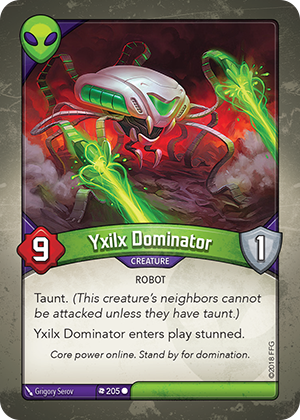 Yxilx Dominator
9
CREATURE
1
ROBOT
Taunt. (This creature's neighbors cannot
be attacked unless they have taunt.)
Yxilx Dominator enters play stunned.
Core power online. Stand by for domination.
©2018 FFG
Grigory Serov
205